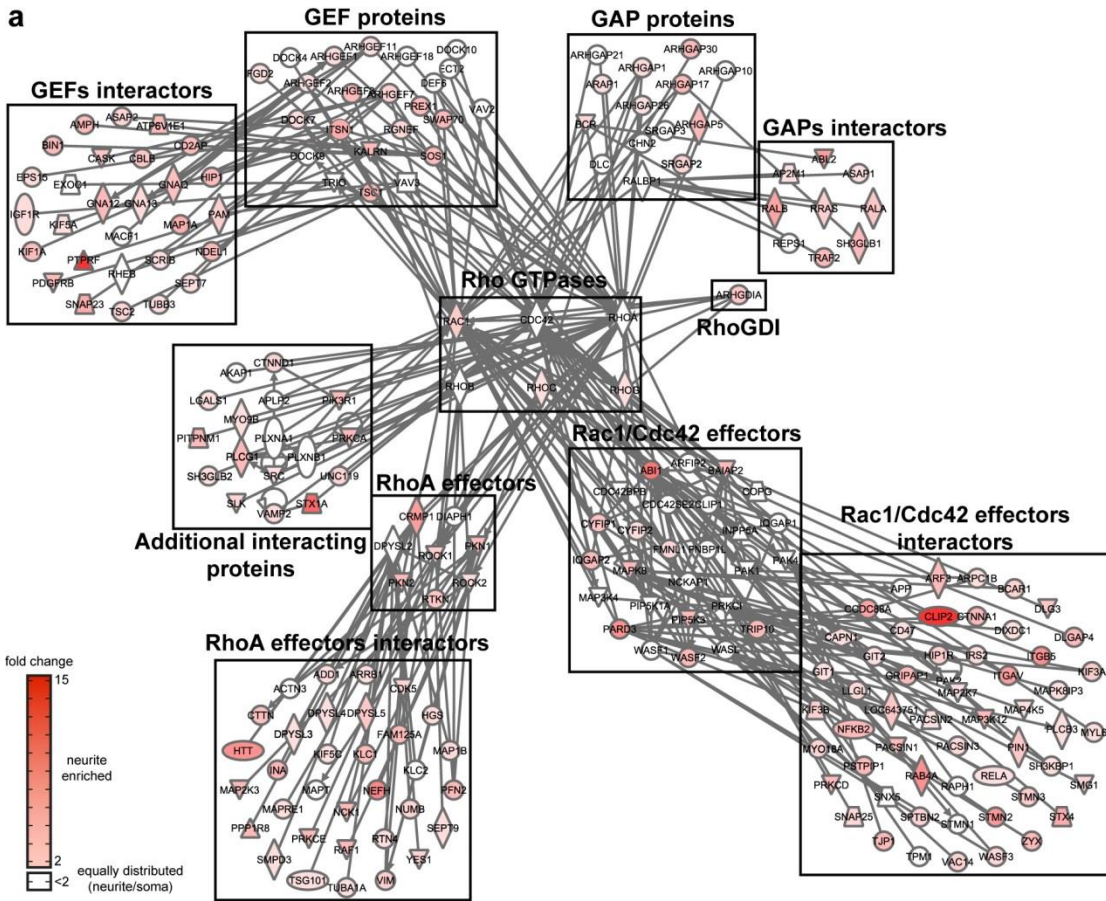 a
GEF proteins
GAP proteins
ARHGEF11
DOCK10
DOCK4
ARHGEF1
ARHGEF18
ECT2
FGD2
ARHGEF2
ARHGEF7
DEF6
PREX1
VAV2
SWAP70
DOCK7
ITSN1
RGNEF
DOCK9
KALRN
SOS1
TRIO
VAV3
TSC1
ARHGAP21
ARHGAP30
ARHGAP1
ARHGAP10
ARAP1
ARHGAP17
ARHGAP26
BCR
SRGAP3
ARHGAP5
CHN2
DLC
SRGAP2
RALBP1
GEFs interactors
ASAP2
AMPH
ATP6V1E1
BIN1
CD2AP
CASK
CBLB
EPS15
EXOC1
GNAQ
HIP1
IGF1R
GNA12
GNA13
PAM
KIF5A
MAP1A
MACF1
KIF1A
PTPRF
SCRIB
NDEL1
RHEB
PDGFRB
SEPT7
SNAP23
TSC2
TUBB3
GAPs interactors
ABL2
AP2M1
ASAP1
RALB
RRAS
RALA
REPS1
SH3GLB1
TRAF2
Rho GTPases
RAC1
CDC42
RHOA
RHOB
RHOC
RHOG
ARHGDIA
RhoGDI
CTNND1
AKAP1
LGALS1
APLP2
PIK3R1
MYO9B
PITPNM1
PLXNA1
PRKCA
PLCG1
PLXNB1
SH3GLB2
SRC
UNC119
SLK
STX1A
VAMP2
Additional interacting
proteins
RhoA effectors
CRMP1
DIAPH1
DPYSL2
ROCK1
PKN1
PKN2
ROCK2
RTKN
Rac1/Cdc42 effectors
ARFIP2
ABI1
BAIAP2
CDC42BPB
COPG
CDC42SE2
CLIP1
CYFIP1
CYFIP2
INPP5A
IQGAP1
IQGAP2
FMNL1
PNBP1L
PAK4
MAPK8
PAK1
NCKAP1
MAP3K4
PIP5K1A
PRKCI
PIP5K3
PARD3
TRIP10
WASF1
WASF2
WASL
Rac1/Cdc42 effectors
interactors
ARF3
ARPC1B
APP
BCAR1
CCDC88A
CLIP2
CTNNA1
DLG3
CAPN1
CD47
DIXDC1
DLGAP4
GIT2
HIP1R
IRS2
ITGB5
GIT1
GRIPAP1
PAK2
ITGAV
KIF3A
LLGL1
MAP2K7
MAPK8IP3
KIF3B
LOC643751
MAP4K5
PACSIN2
MAP3K12
NFKB2
PLCB3
MYL6
MYO18A
PACSIN1
PACSIN3
PIN1
PSTPIP1
SH3KBP1
PRKCD
RAB4A
RELA
SMG1
RAPH1
SNX5
STMN3
SNAP25
SPTBN2
STMN2
STX4
STMN1
TJP1
ZYX
TPM1
WASF3
VAC14
RhoA effectors interactors
ADD1
ARRB1
ACTN3
CDK5
CTTN
DPYSL4
DPYSL5
HGS
DPYSL3
FAM125A
HTT
KIF5C
KLC1
MAP1B
INA
KLC2
MAP2K3
MAPT
NEFH
PFN2
MAPRE1
NCK1
NUMB
PPP1R8
PRKCE
RTN4
SEPT9
RAF1
SMPD3
YES1
TSG101
TUBA1A
VIM
fold change
15
neurite
enriched
2
<2
equally distributed
(neurite/soma)